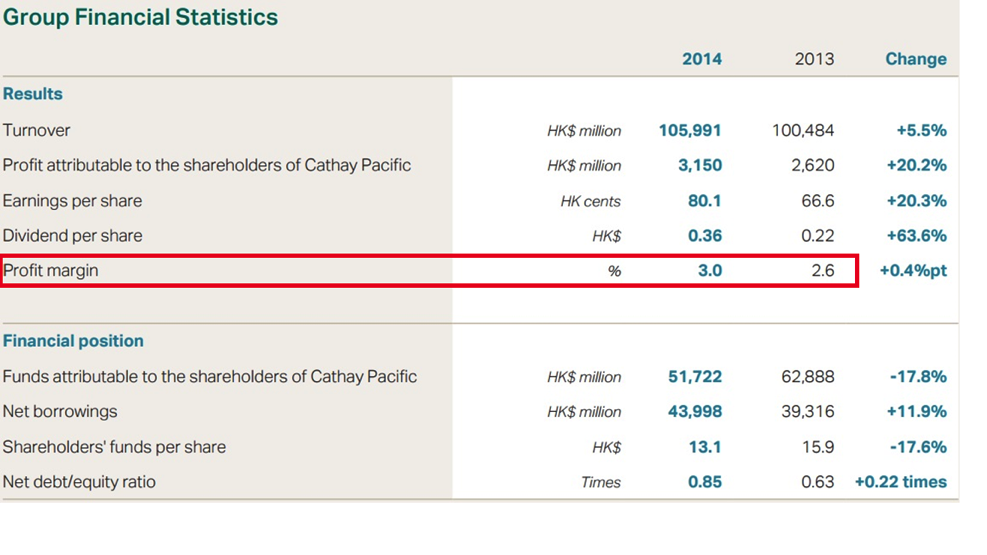 Group Financial Statistics
2014 2013 Change
Results
Turnover HK$ million 105,991 100,484 +5.5%
Profit attributable to the shareholders of Cathay Pacific HK$ million 3,150 2,620 +20.2%
Earnings per share HK cents 80.1 66.6 +20.3%
Dividend per share HK$ 0.36 0.22 +63.6%
Profit margin % 3.0 2.6 +0.4%pt
Financial position
Funds attributable to the shareholders of Cathay Pacific HK$ million 51,722 62,888 -17.8%
Net borrowings HK$ million 43,998 39,316 +11.9%
Shareholders' funds per share HK$ 13.1 15.9 -17.6%
Net debt/equity ratio Times 0.85 0.63 +0.22 times